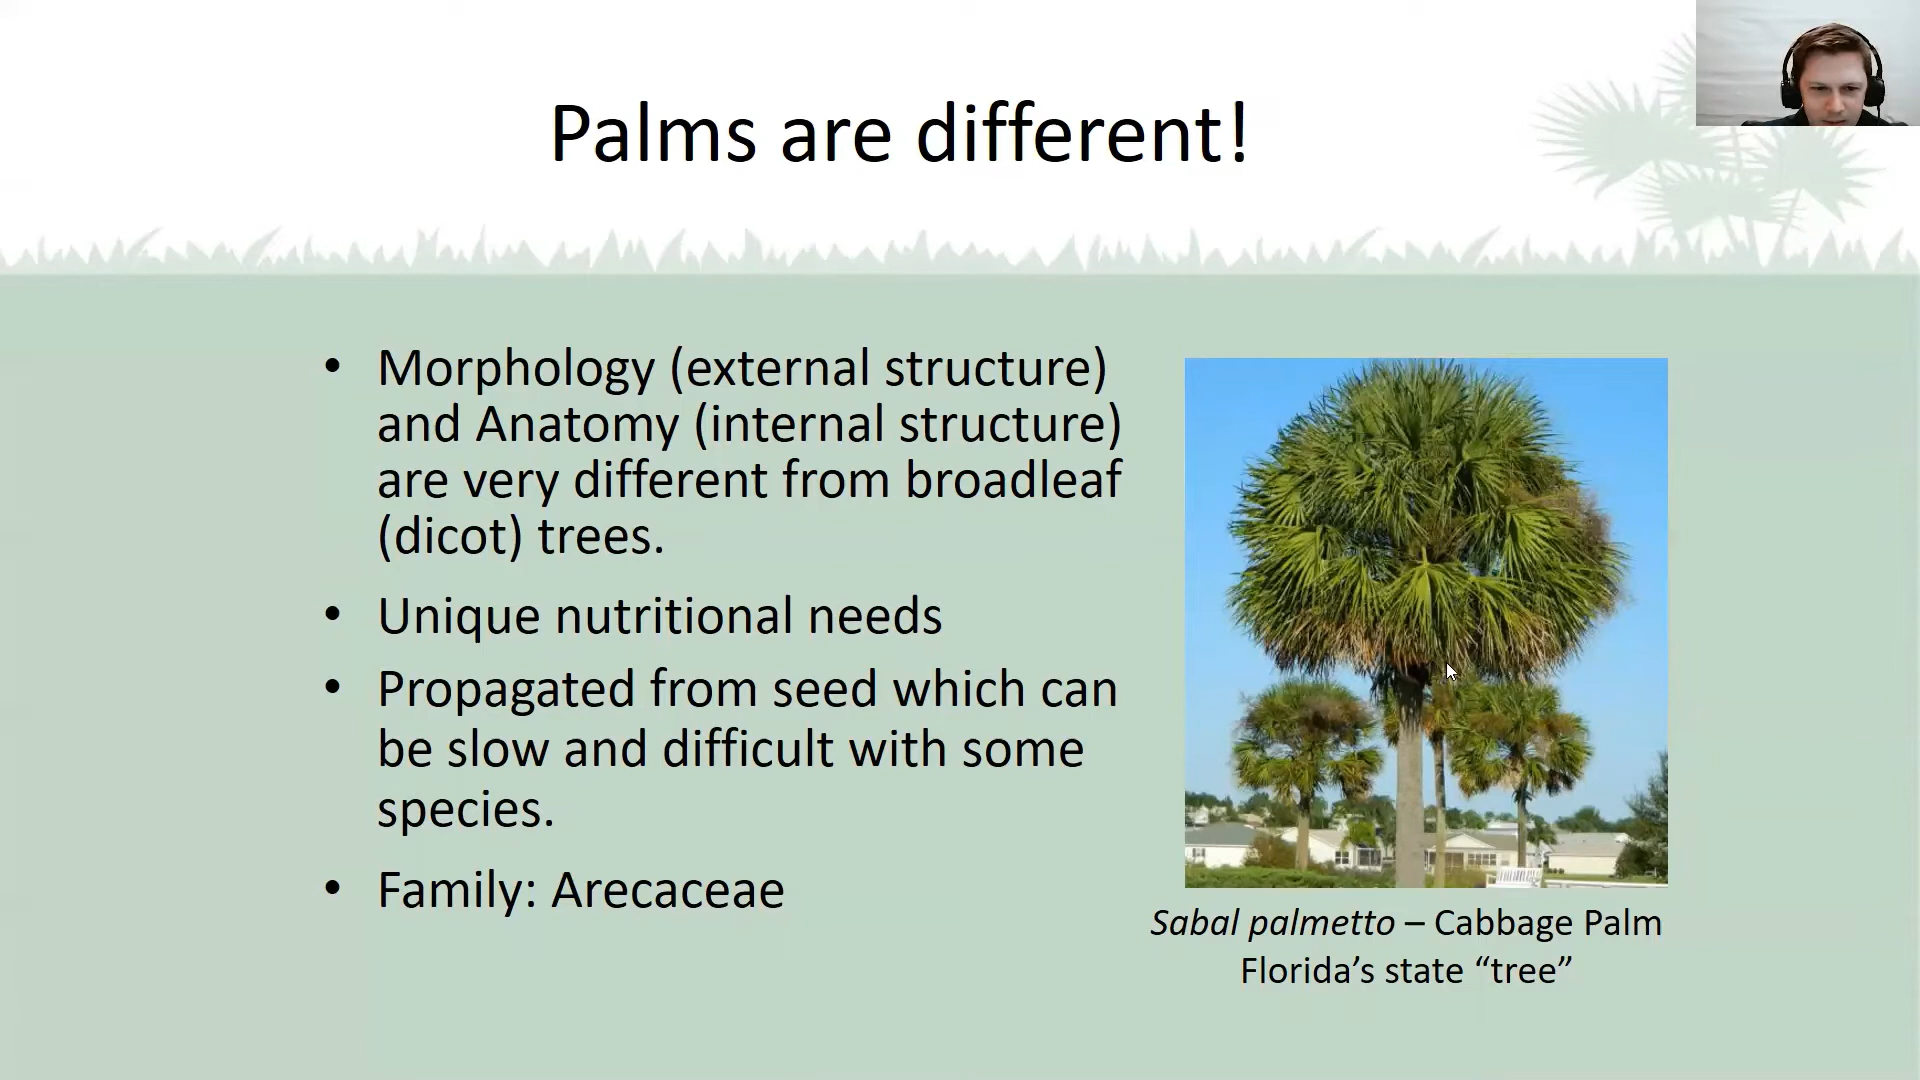 Palms are different!
• Morphology (external structure)
and Anatomy (internal structure)
are very different from broadleaf
(dicot) trees.
• Unique nutritional needs
• Propagated from seed which can
be slow and difficult with some
species.
• Family: Arecaceae
Sabal palmetto – Cabbage Palm
Florida’s state “tree”